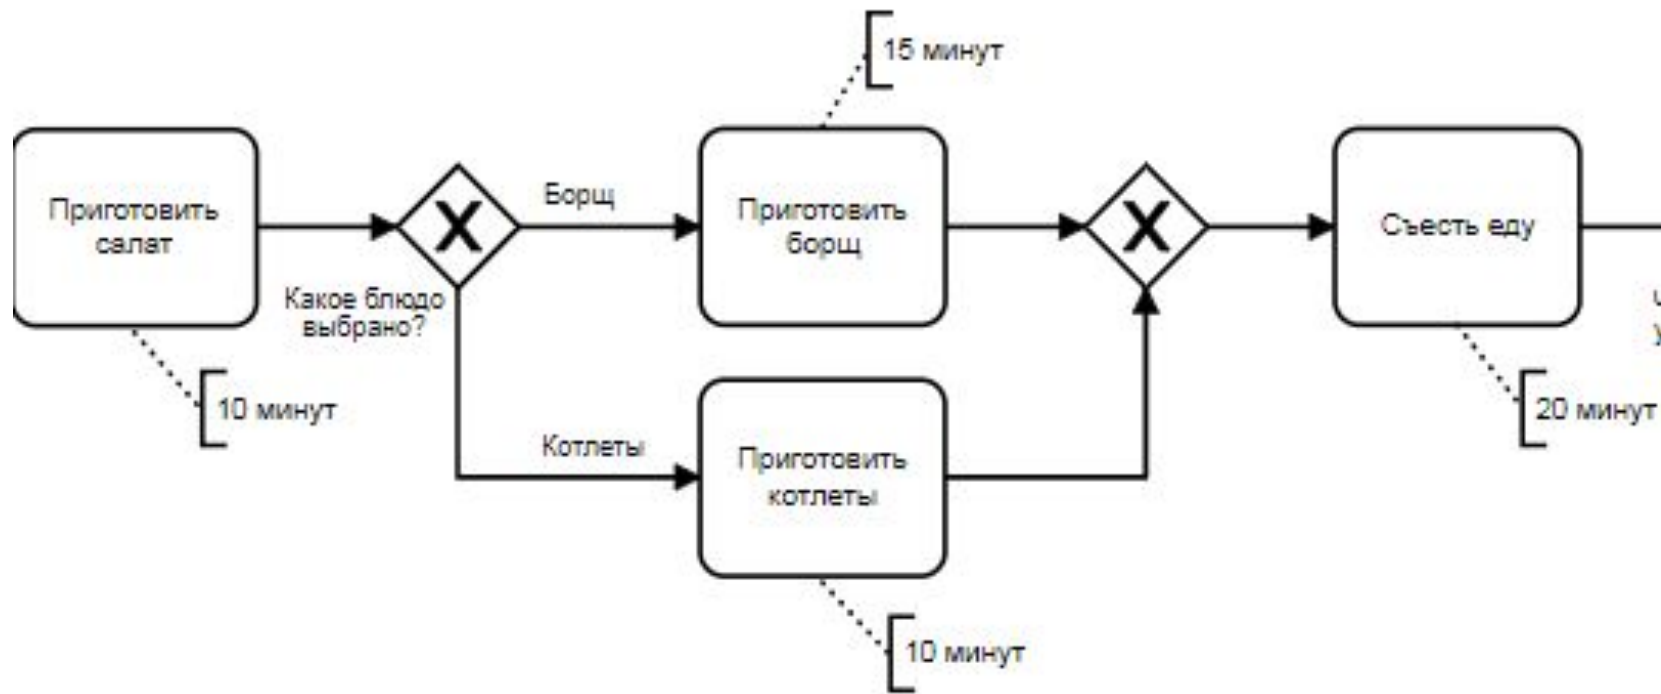 15 минут
Приготовить
салат
Борщ
Приготовить
борщ
Съесть еду
Какое блюдо
выбрано?
10 минут
20 минут
Котлеты
Приготовить
котлеты
10 минут